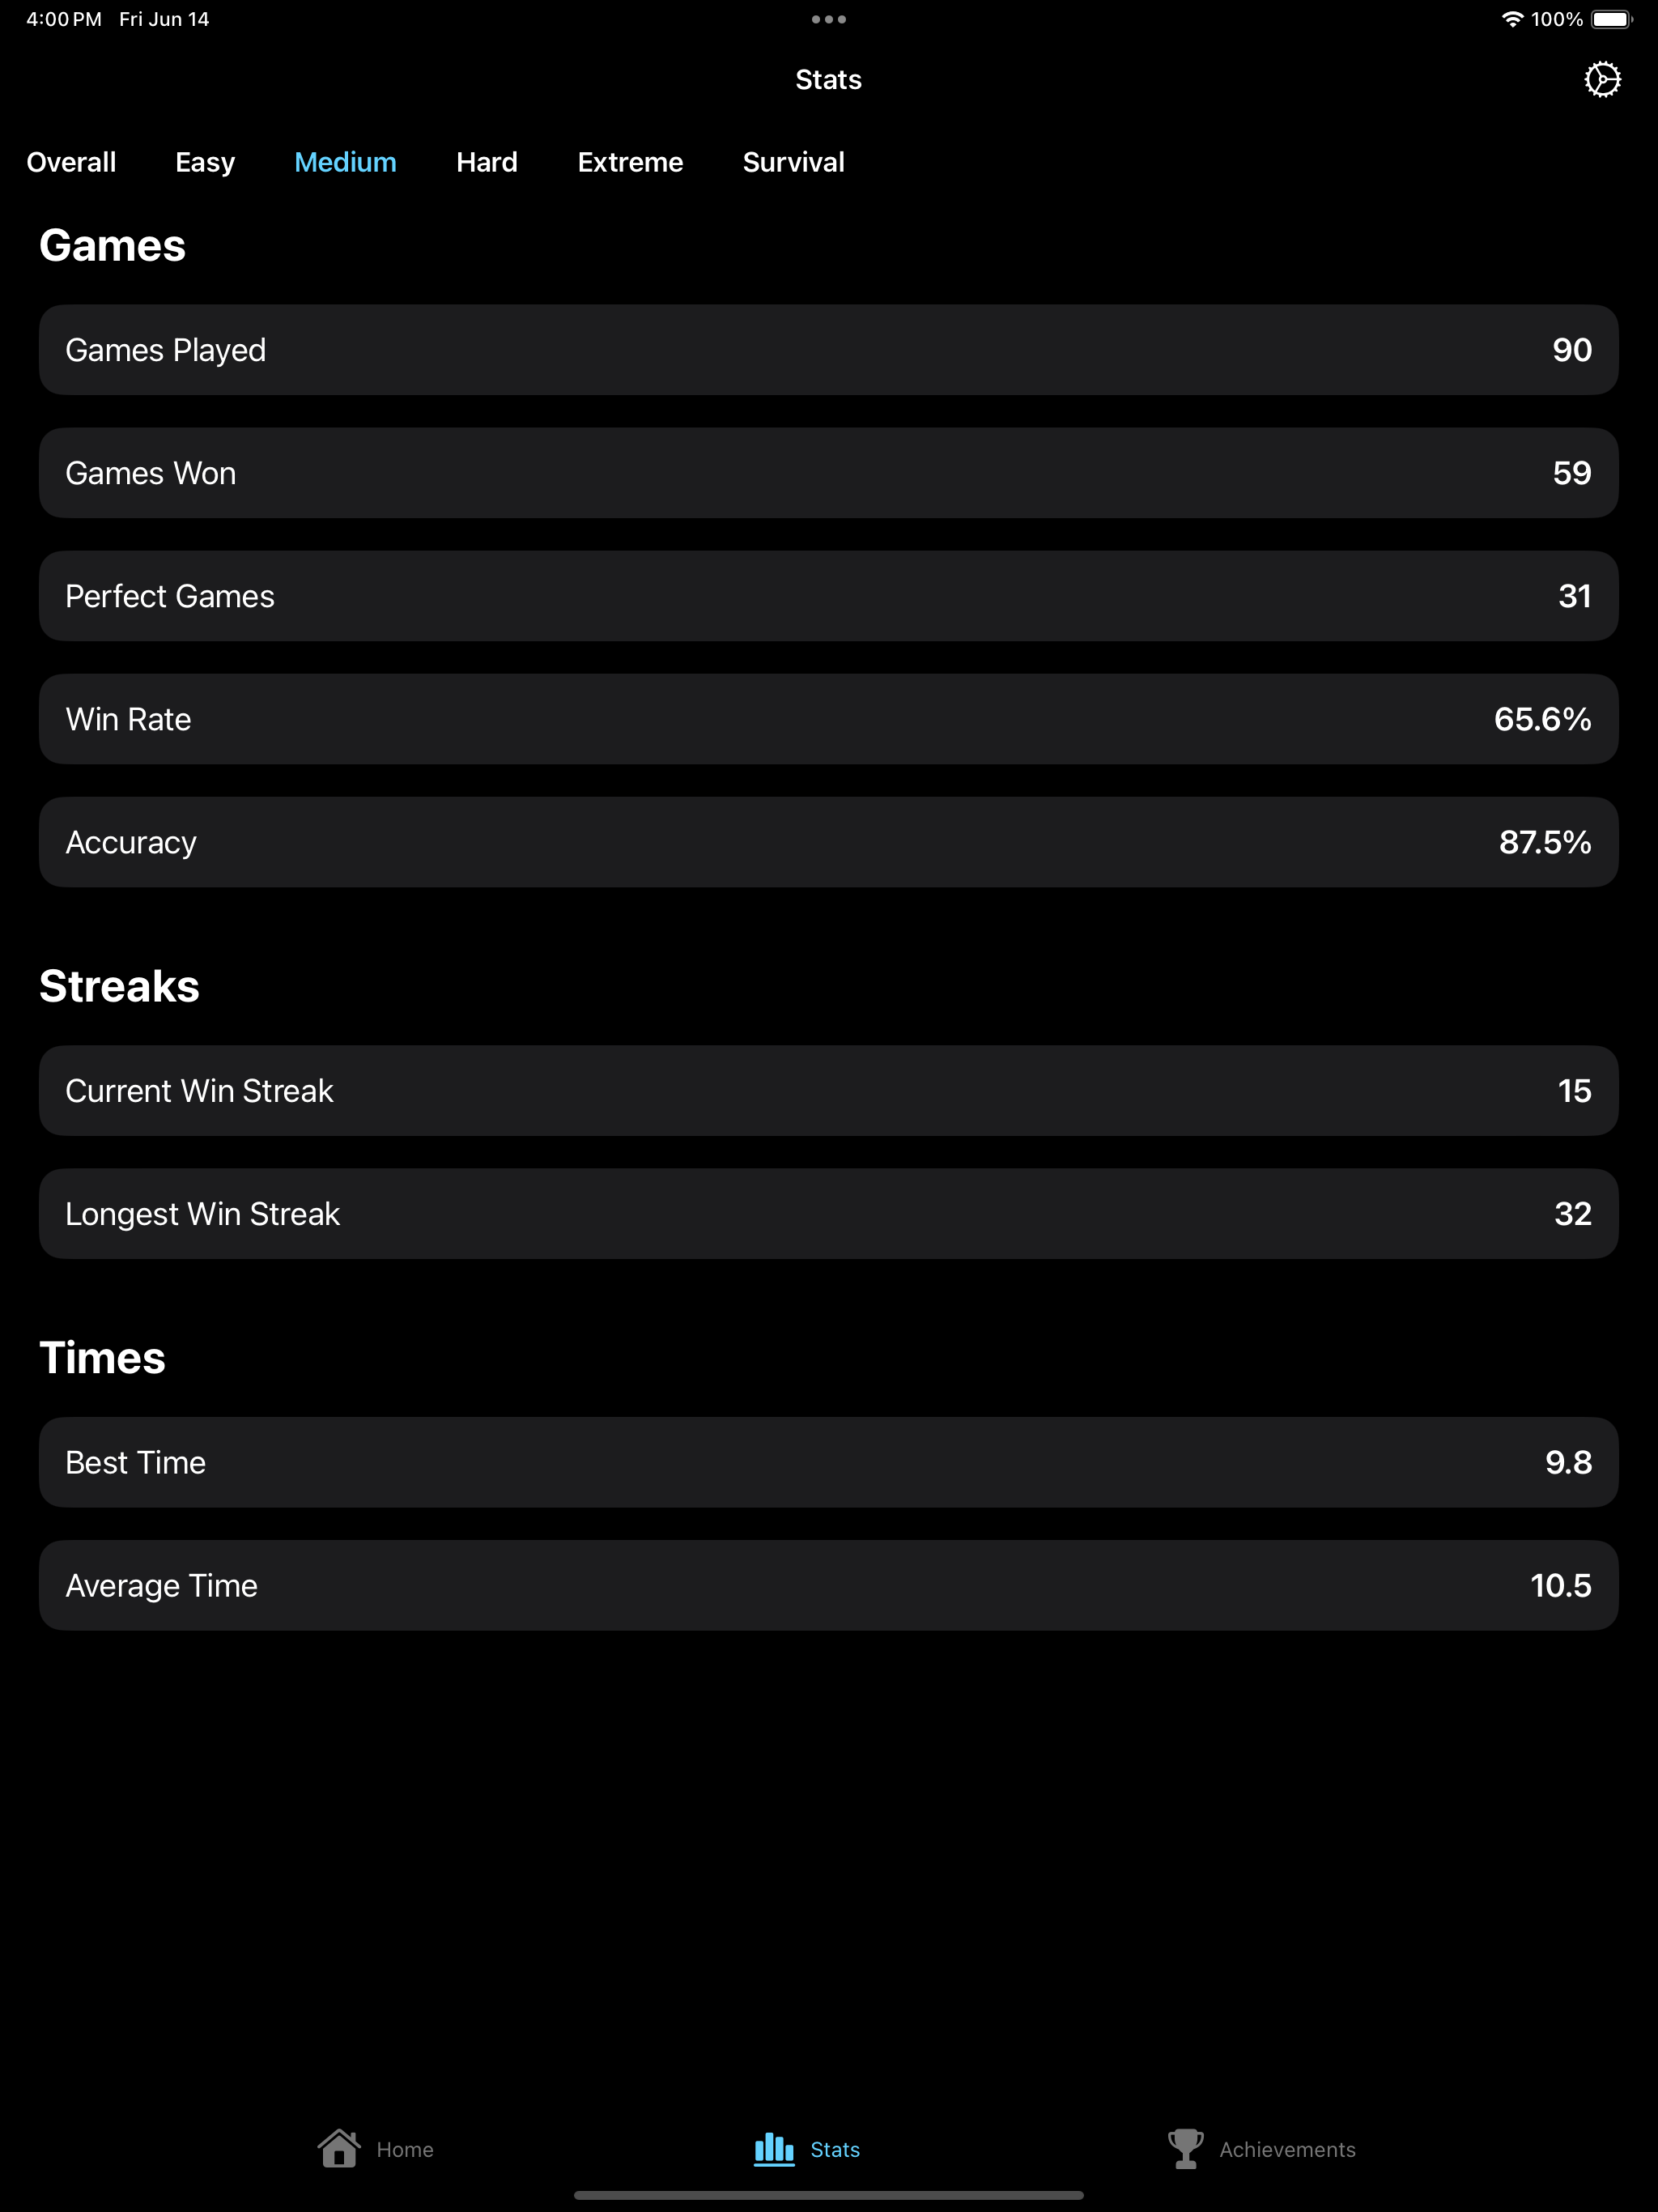 4:00 PM Fri Jun 14 100%
Stats
Overall Easy Medium Hard Extreme Survival
Games
Games Played 90
Games Won 59
Perfect Games 31
Win Rate 65.6%
Accuracy 87.5%
Streaks
Current Win Streak 15
Longest Win Streak 32
Times
Best Time 9.8
Average Time 10.5
Home Stats Achievements